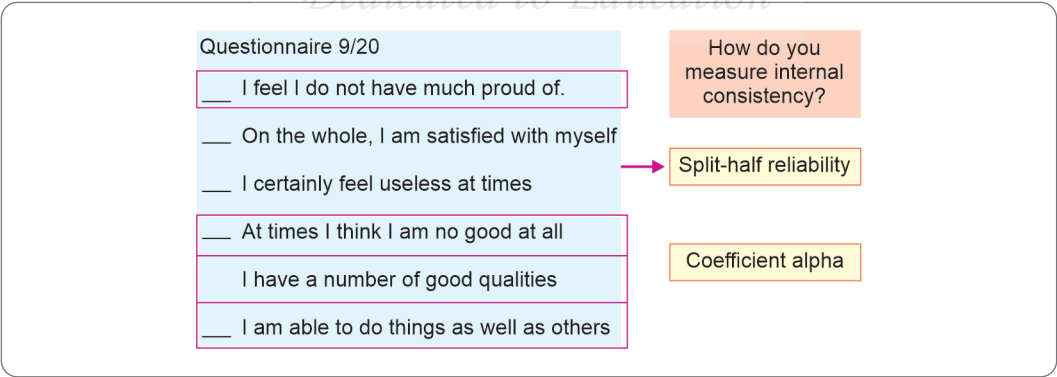 Dedicated to Education
Questionnaire 9/20
___ I feel I do not have much proud of.
___ On the whole, I am satisfied with myself
___ I certainly feel useless at times
___ At times I think I am no good at all
I have a number of good qualities
___ I am able to do things as well as others
How do you
measure internal
consistency?
Split-half reliability
Coefficient alpha